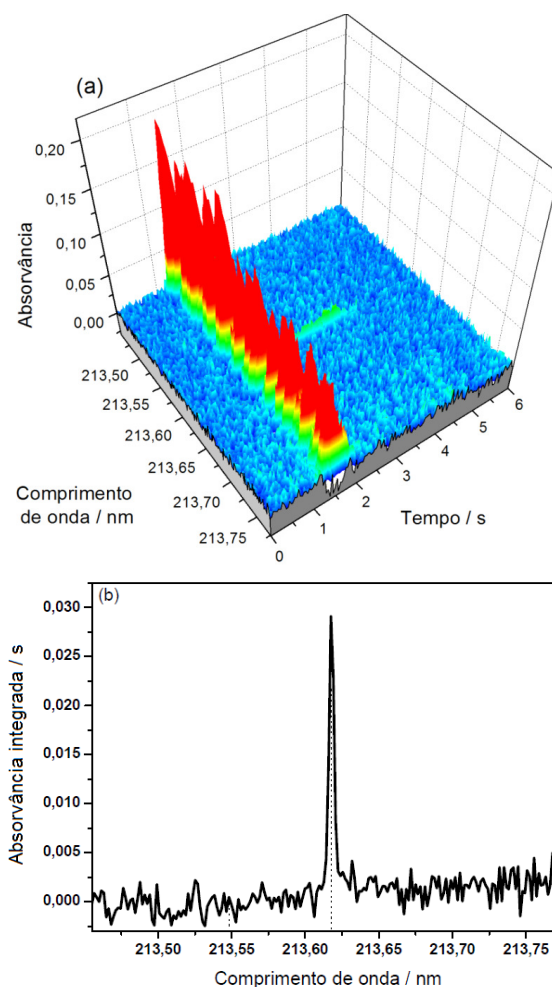 (a)
0,20
0,15
0,10
0,05
0,00
Absorvância
213,50
213,55
213,60
213,65
213,70
213,75
Comprimento
de onda / nm
0
1
2
3
4
5
6
Tempo / s
(b)
0,030
0,025
0,020
0,015
0,010
0,005
0,000
Absorvância integrada / s
213,50 213,55 213,60 213,65 213,70 213,75
Comprimento de onda / nm